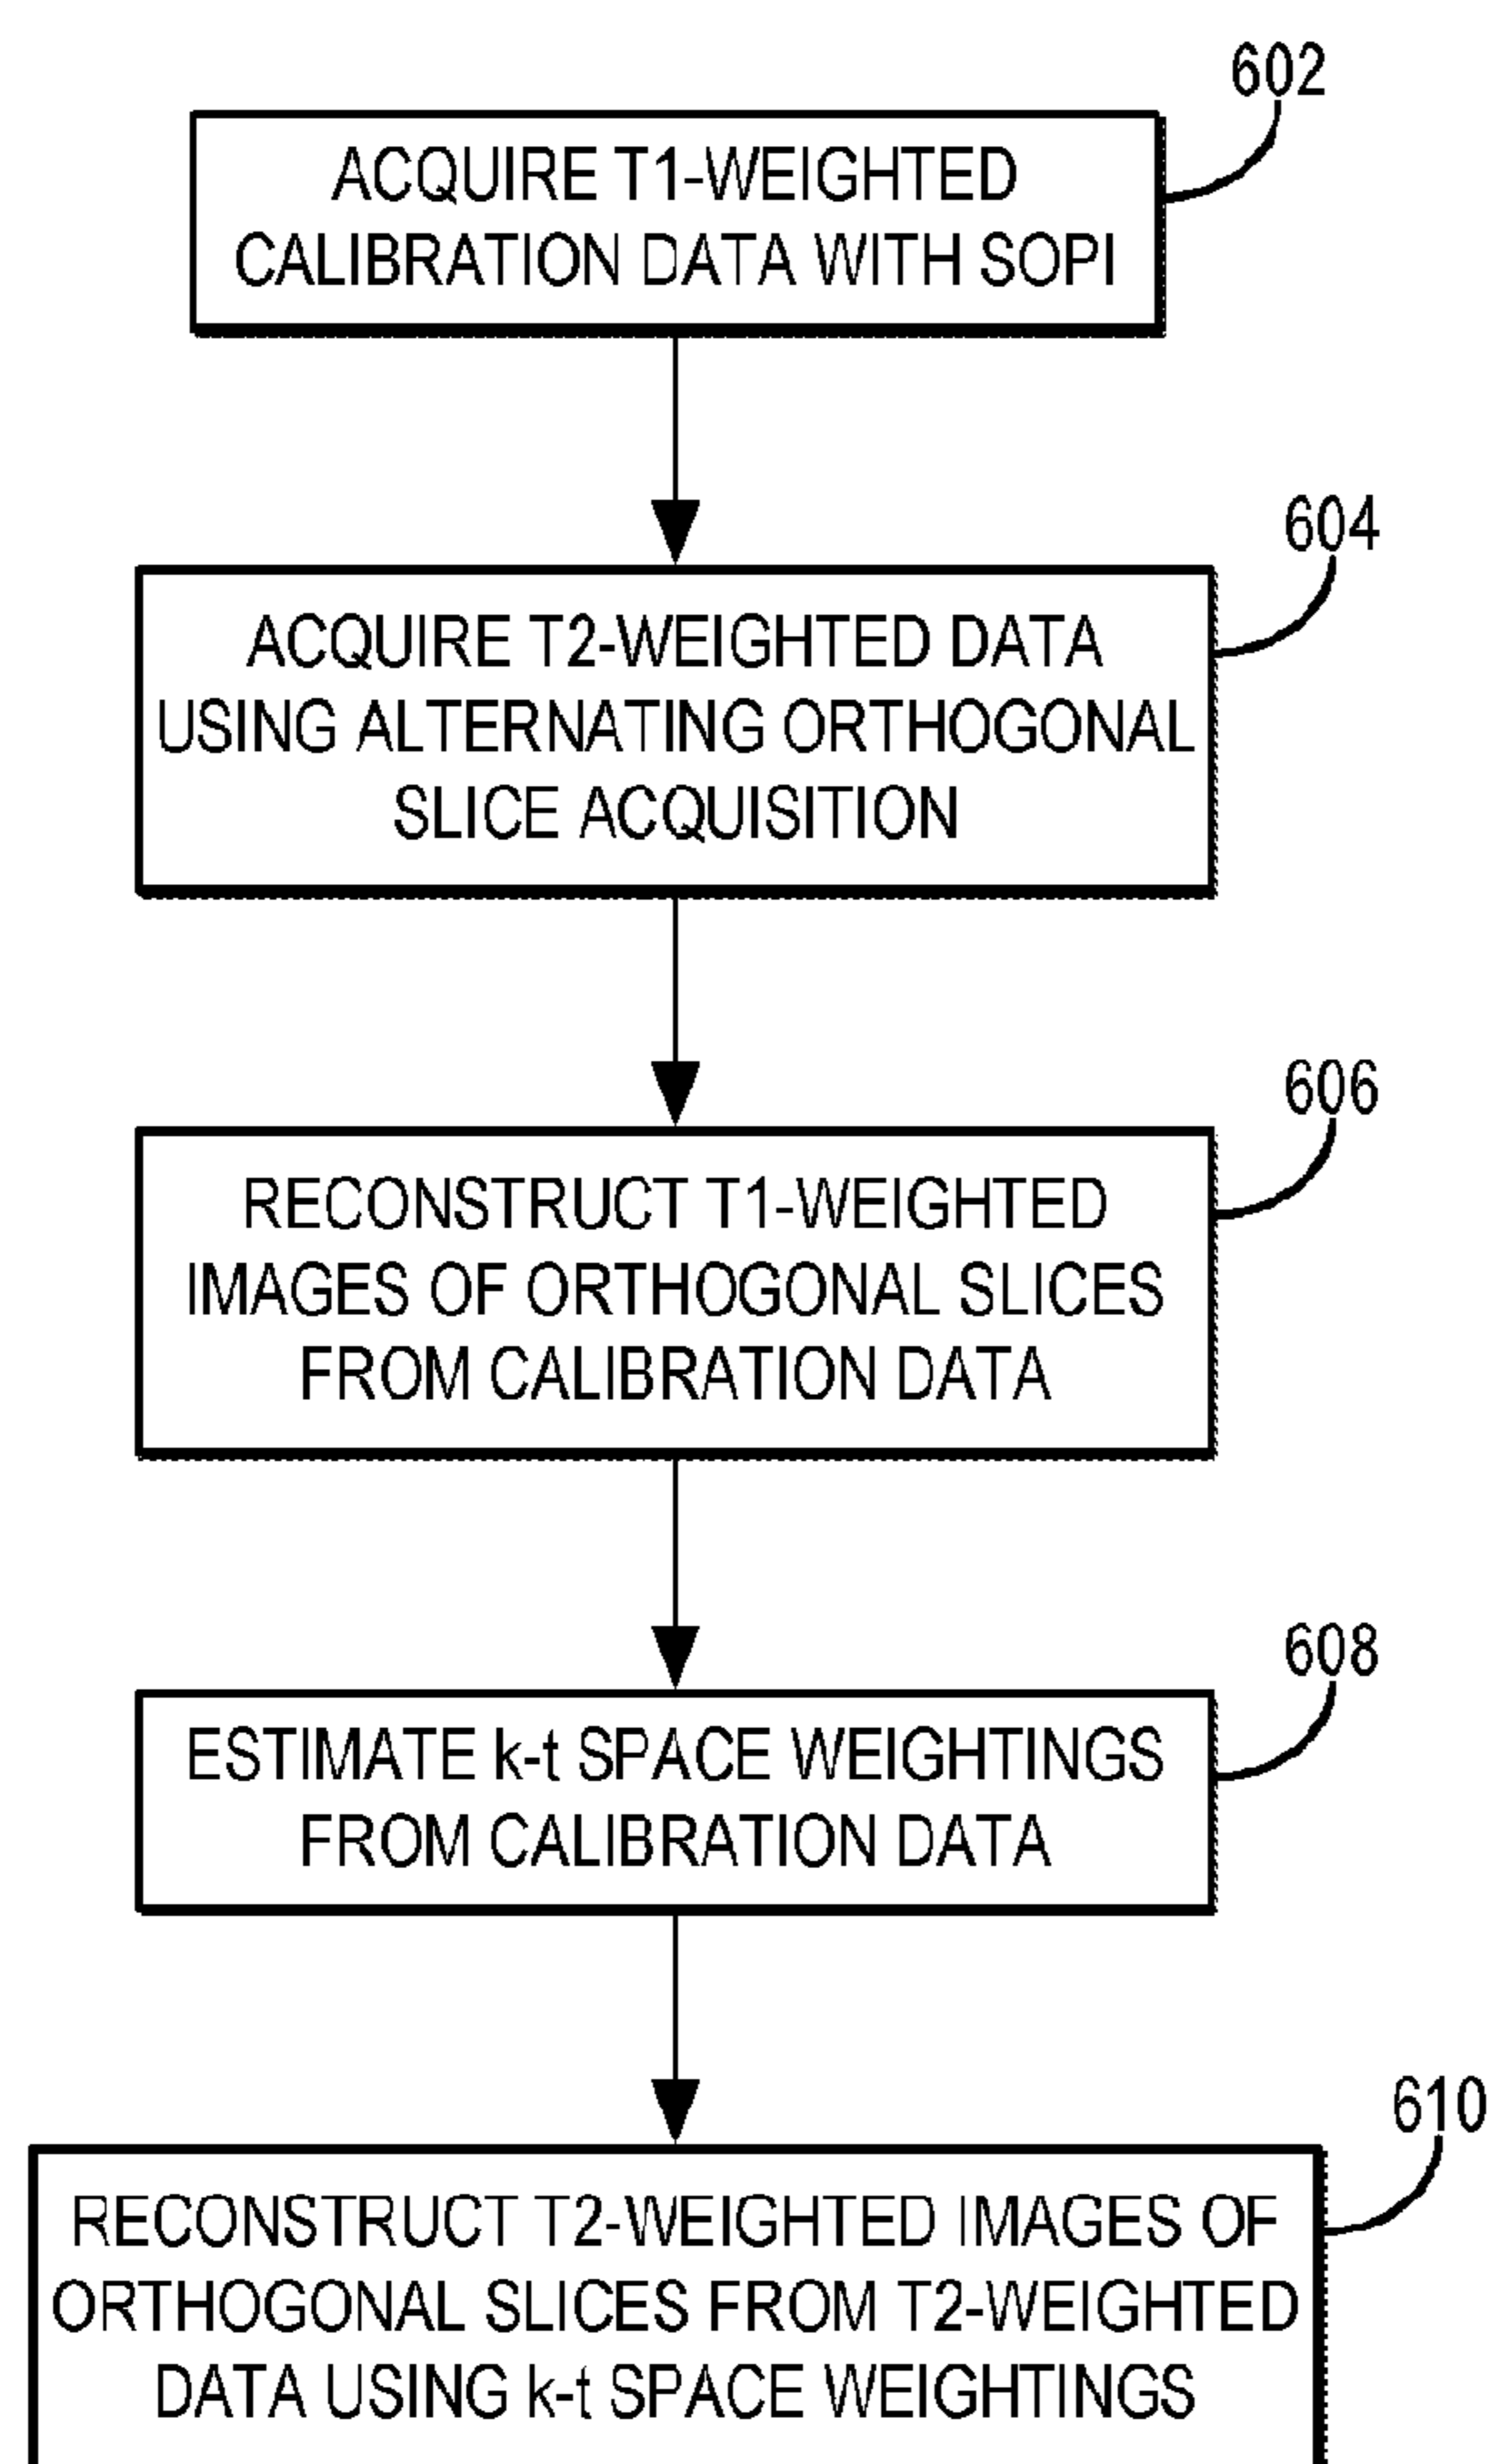 602
ACQUIRE T1-WEIGHTED
CALIBRATION DATA WITH SOPI
604
ACQUIRE T2-WEIGHTED DATA
USING ALTERNATING ORTHOGONAL
SLICE ACQUISITION
606
RECONSTRUCT T1-WEIGHTED
IMAGES OF ORTHOGONAL SLICES
FROM CALIBRATION DATA
608
ESTIMATE k-t SPACE WEIGHTINGS
FROM CALIBRATION DATA
610
RECONSTRUCT T2-WEIGHTED IMAGES OF
ORTHOGONAL SLICES FROM T2-WEIGHTED
DATA USING k-t SPACE WEIGHTINGS